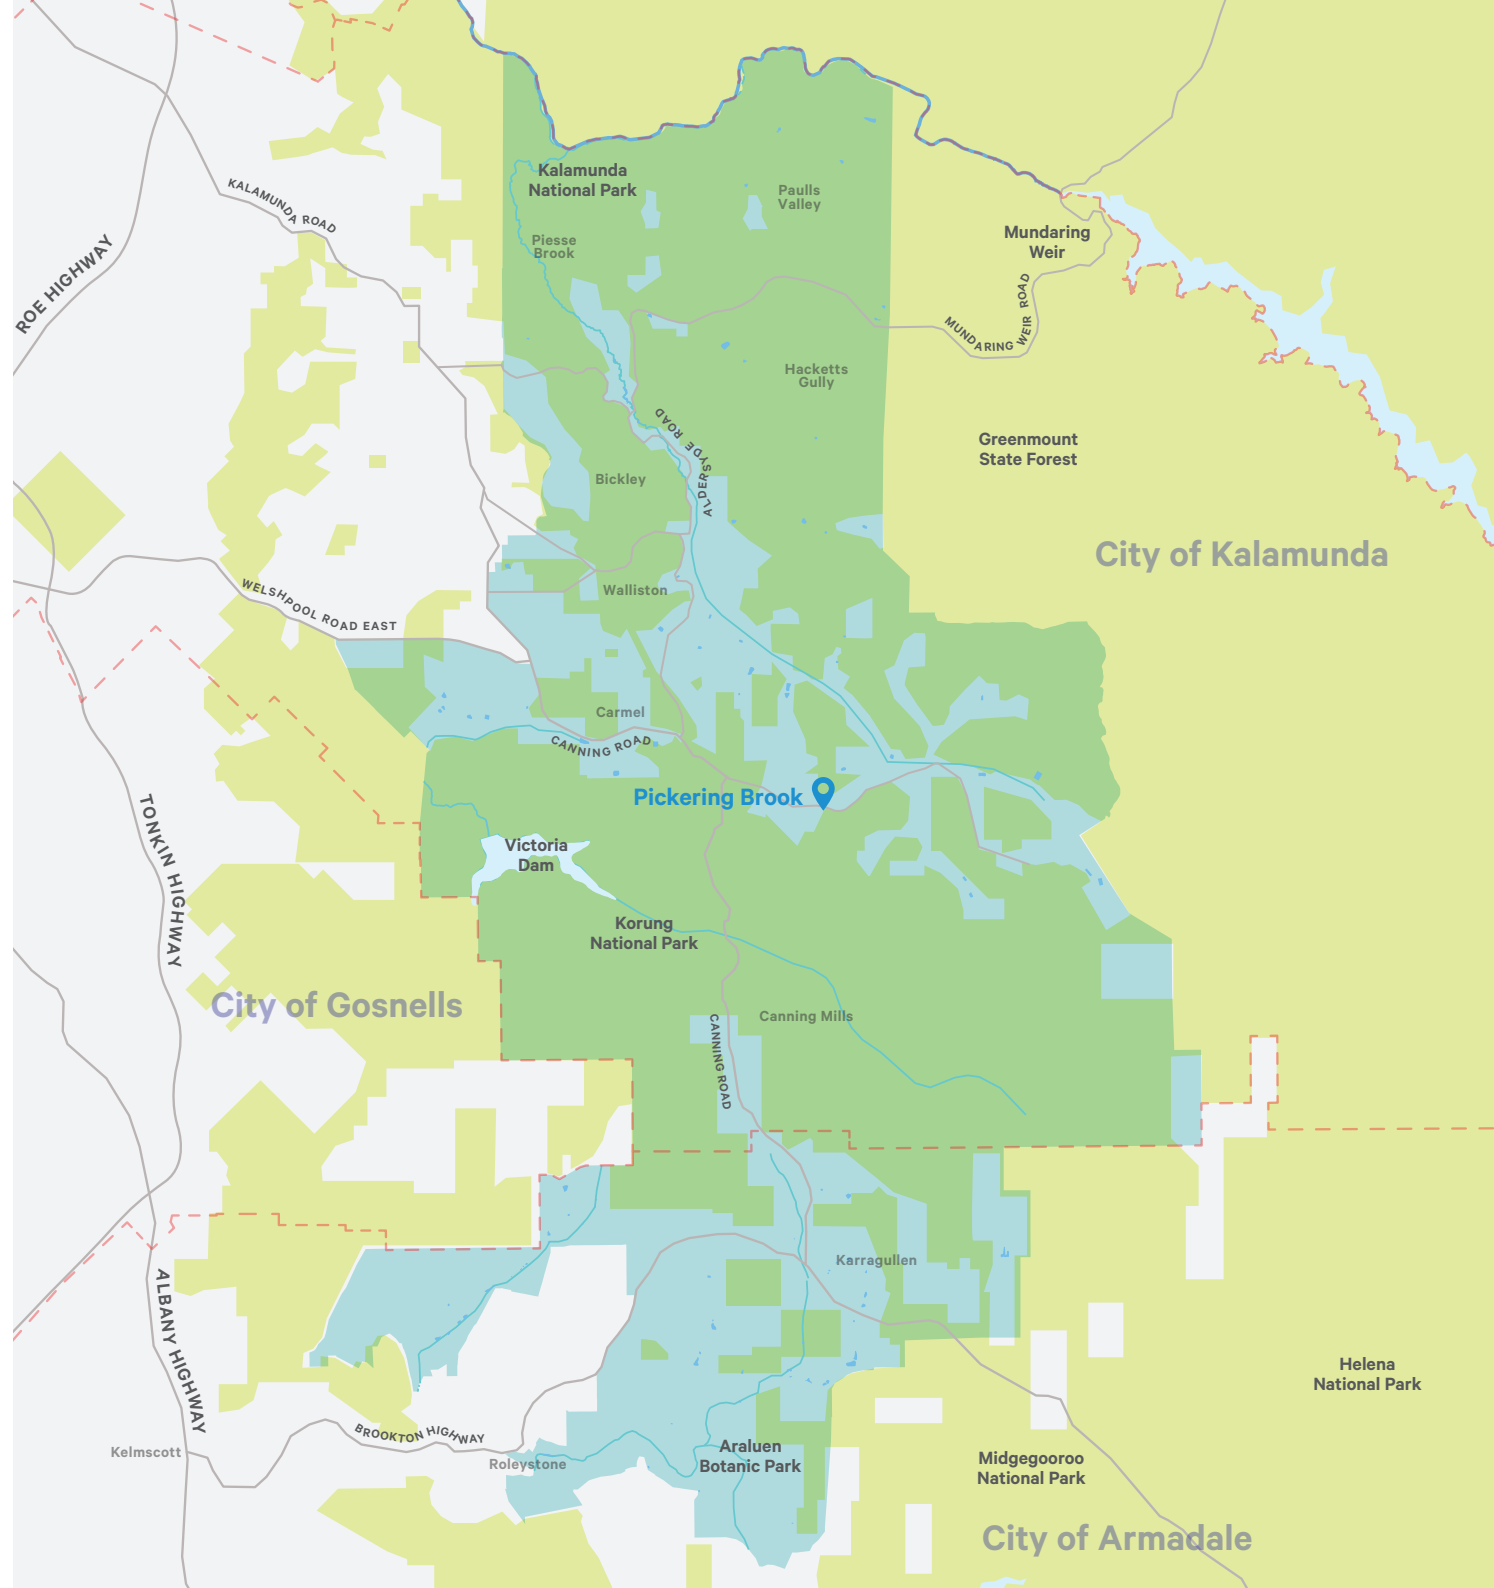 Kalamunda
National Park
Paulls
Valley
KALAMUNDA ROAD
ROE HIGHWAY
Piesse
Brook
Mundaring
Weir
MUNDARING WEIR ROAD
Hacketts
Gully
ALDERSYDE ROAD
Greenmount
State Forest
Bickley
City of Kalamunda
WELSHPOOL ROAD EAST
Walliston
Carmel
CANNING ROAD
Pickering Brook
TONKIN HIGHWAY
Victoria
Dam
Korung
National Park
City of Gosnells
Canning Mills
CANNING ROAD
Karragullen
ALBANY HIGHWAY
Helena
National Park
BROOKTON HIGHWAY
Kelmscott
Roleystone
Araluen
Botanic Park
Midgegooroo
National Park
City of Armadale